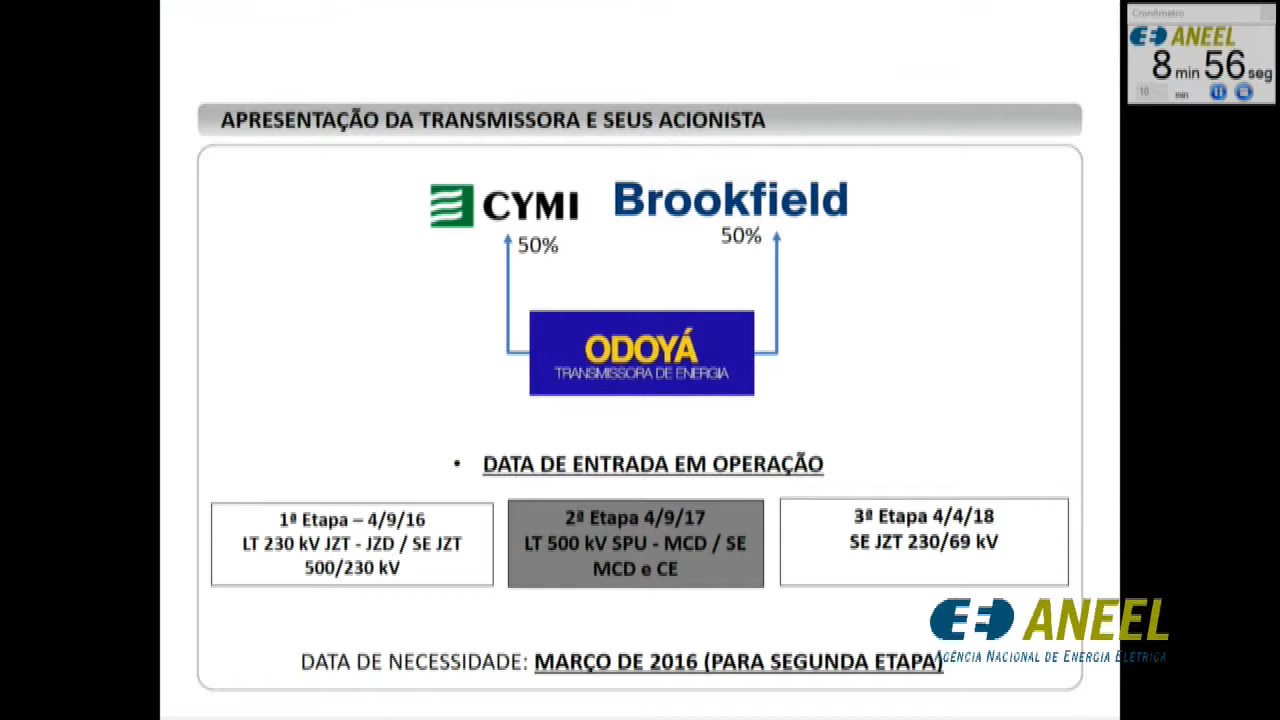 Cronômetro
ANEEL
8 min 56 seg
10 min
APRESENTAÇÃO DA TRANSMISSORA E SEUS ACIONISTA
CYMI Brookfield
50% 50%
ODOYÁ
TRANSMISSORA DE ENERGIA
• DATA DE ENTRADA EM OPERAÇÃO
1ª Etapa – 4/9/16
LT 230 kV JZT - JZD / SE JZT
500/230 kV
2ª Etapa 4/9/17
LT 500 kV SPU - MCD / SE
MCD e CE
3ª Etapa 4/4/18
SE JZT 230/69 kV
DATA DE NECESSIDADE: MARÇO DE 2016 (PARA SEGUNDA ETAPA)
ANEEL
AGÊNCIA NACIONAL DE ENERGIA ELÉTRICA